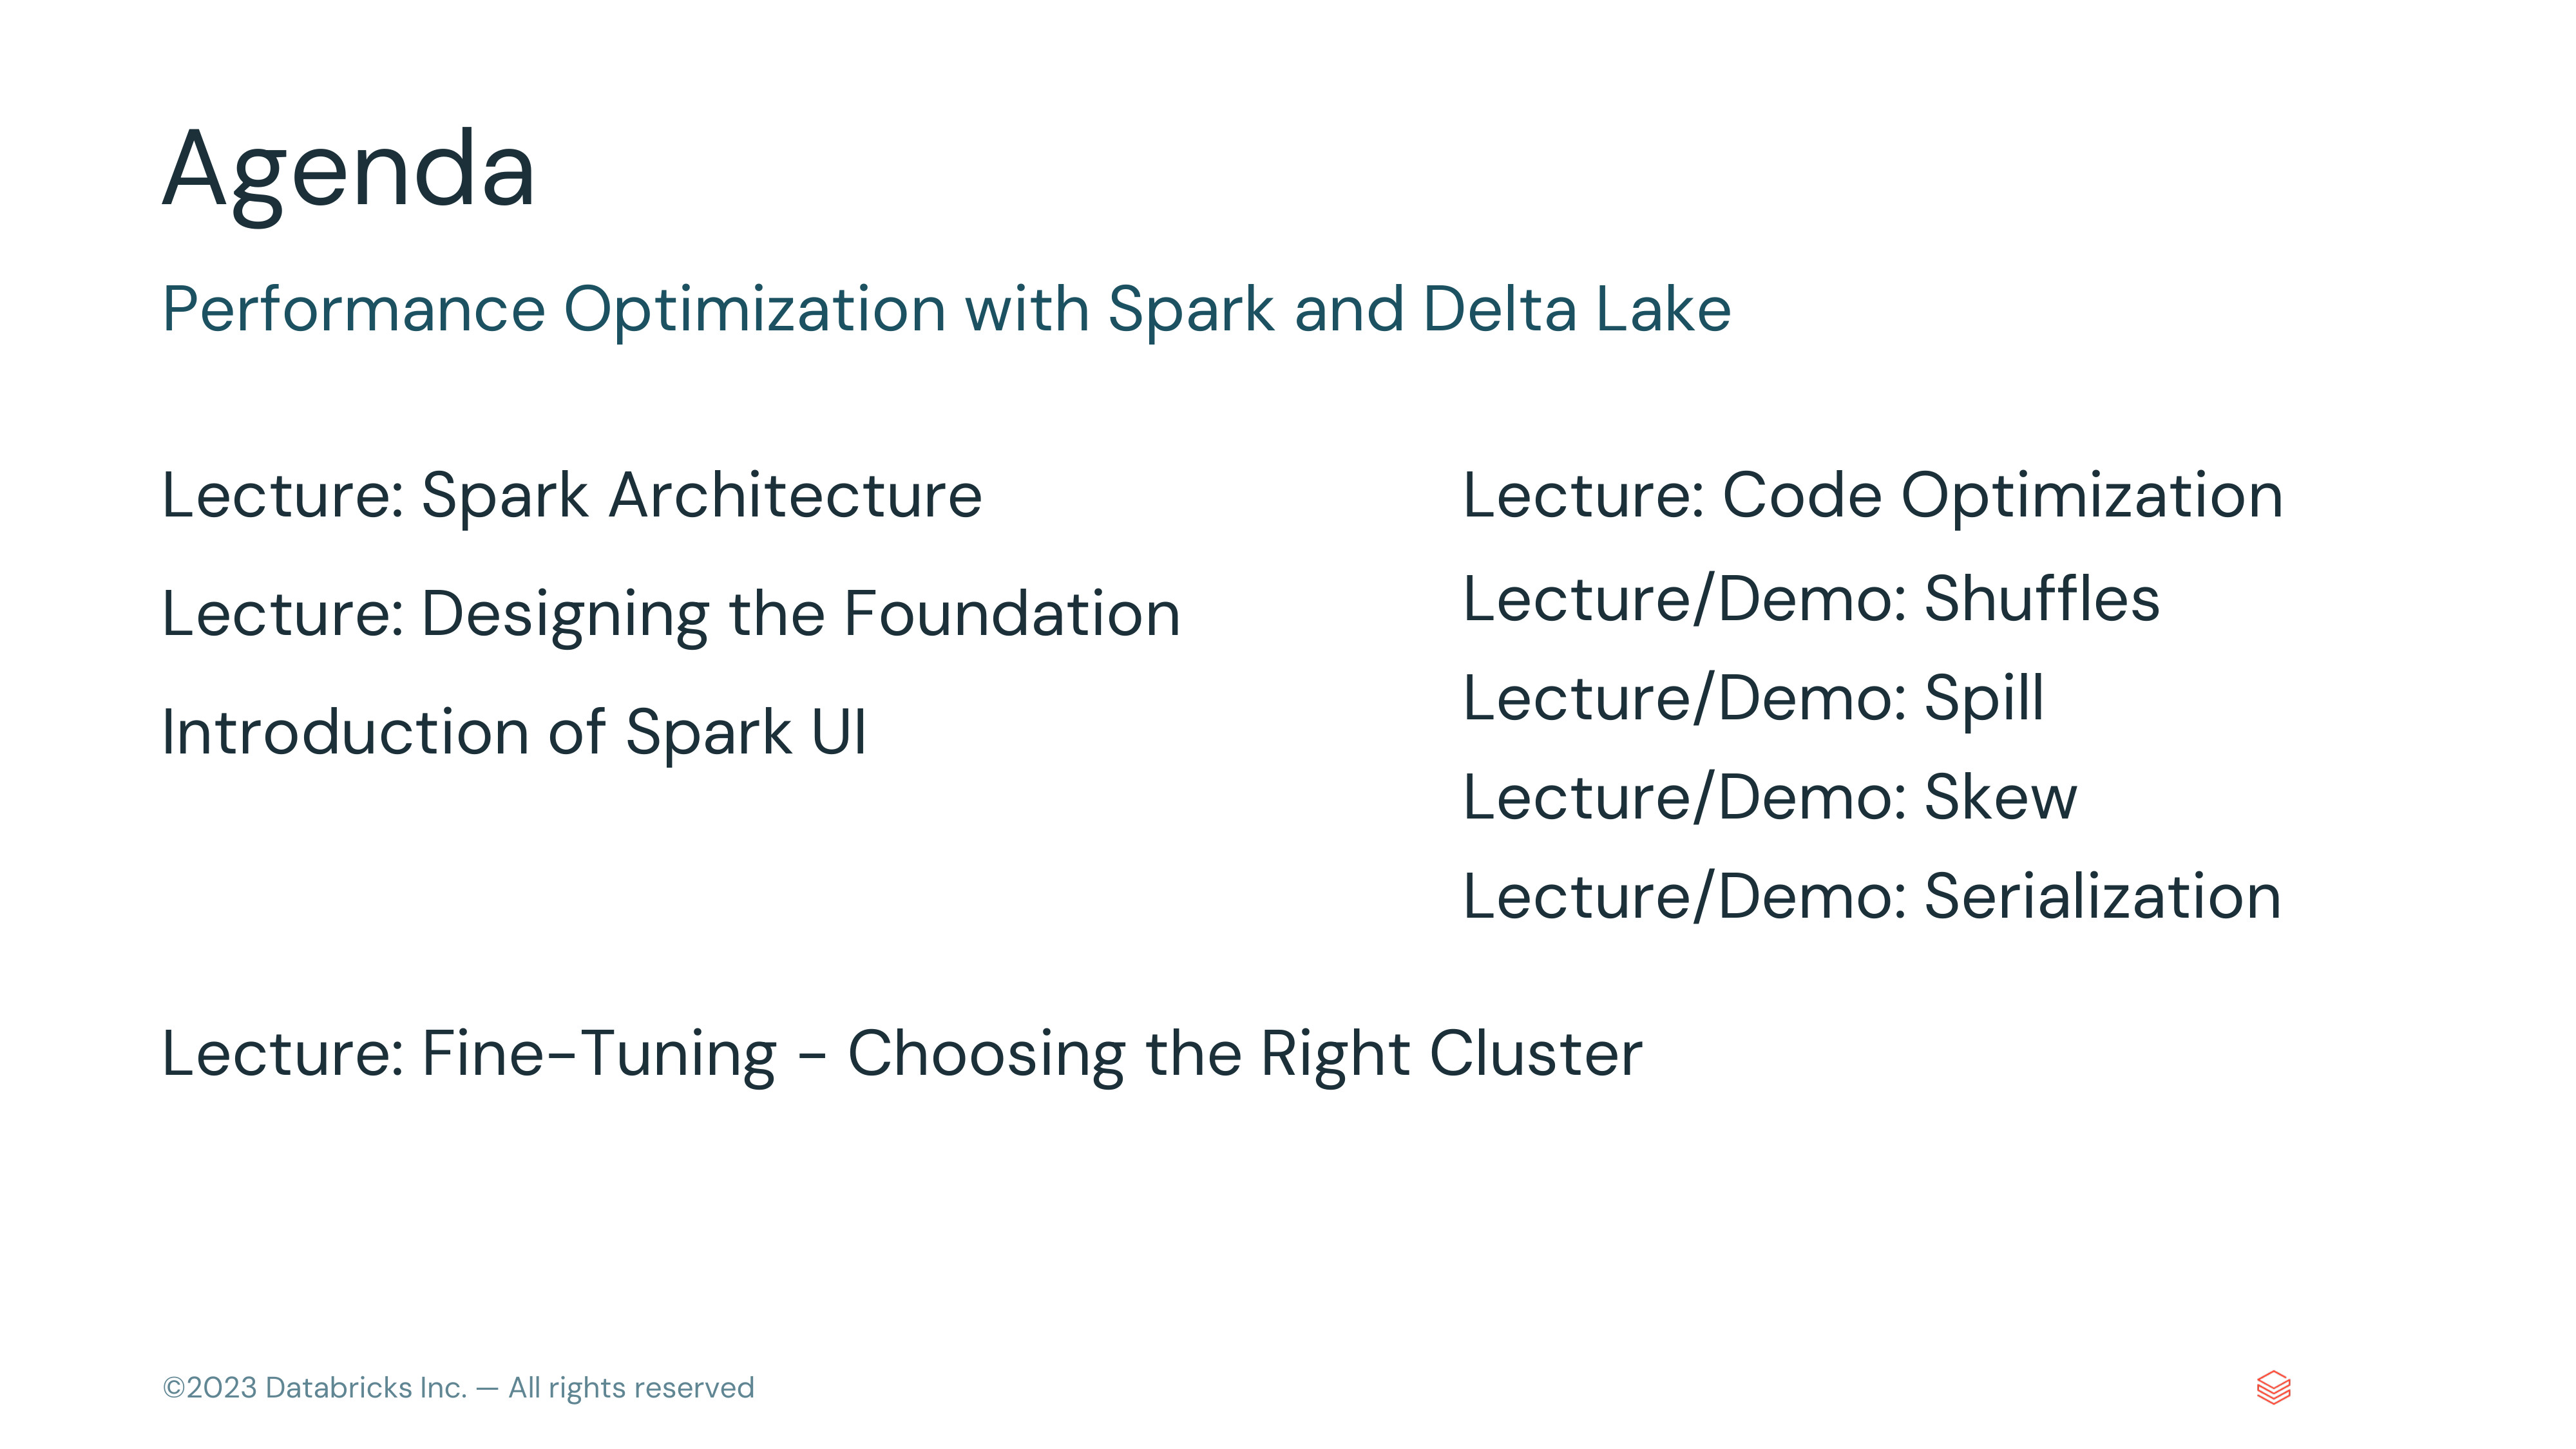 Agenda
Performance Optimization with Spark and Delta Lake
Lecture: Spark Architecture
Lecture: Designing the Foundation
Introduction of Spark UI
Lecture: Code Optimization
Lecture/Demo: Shuffles
Lecture/Demo: Spill
Lecture/Demo: Skew
Lecture/Demo: Serialization
Lecture: Fine-Tuning - Choosing the Right Cluster
©2023 Databricks Inc. — All rights reserved